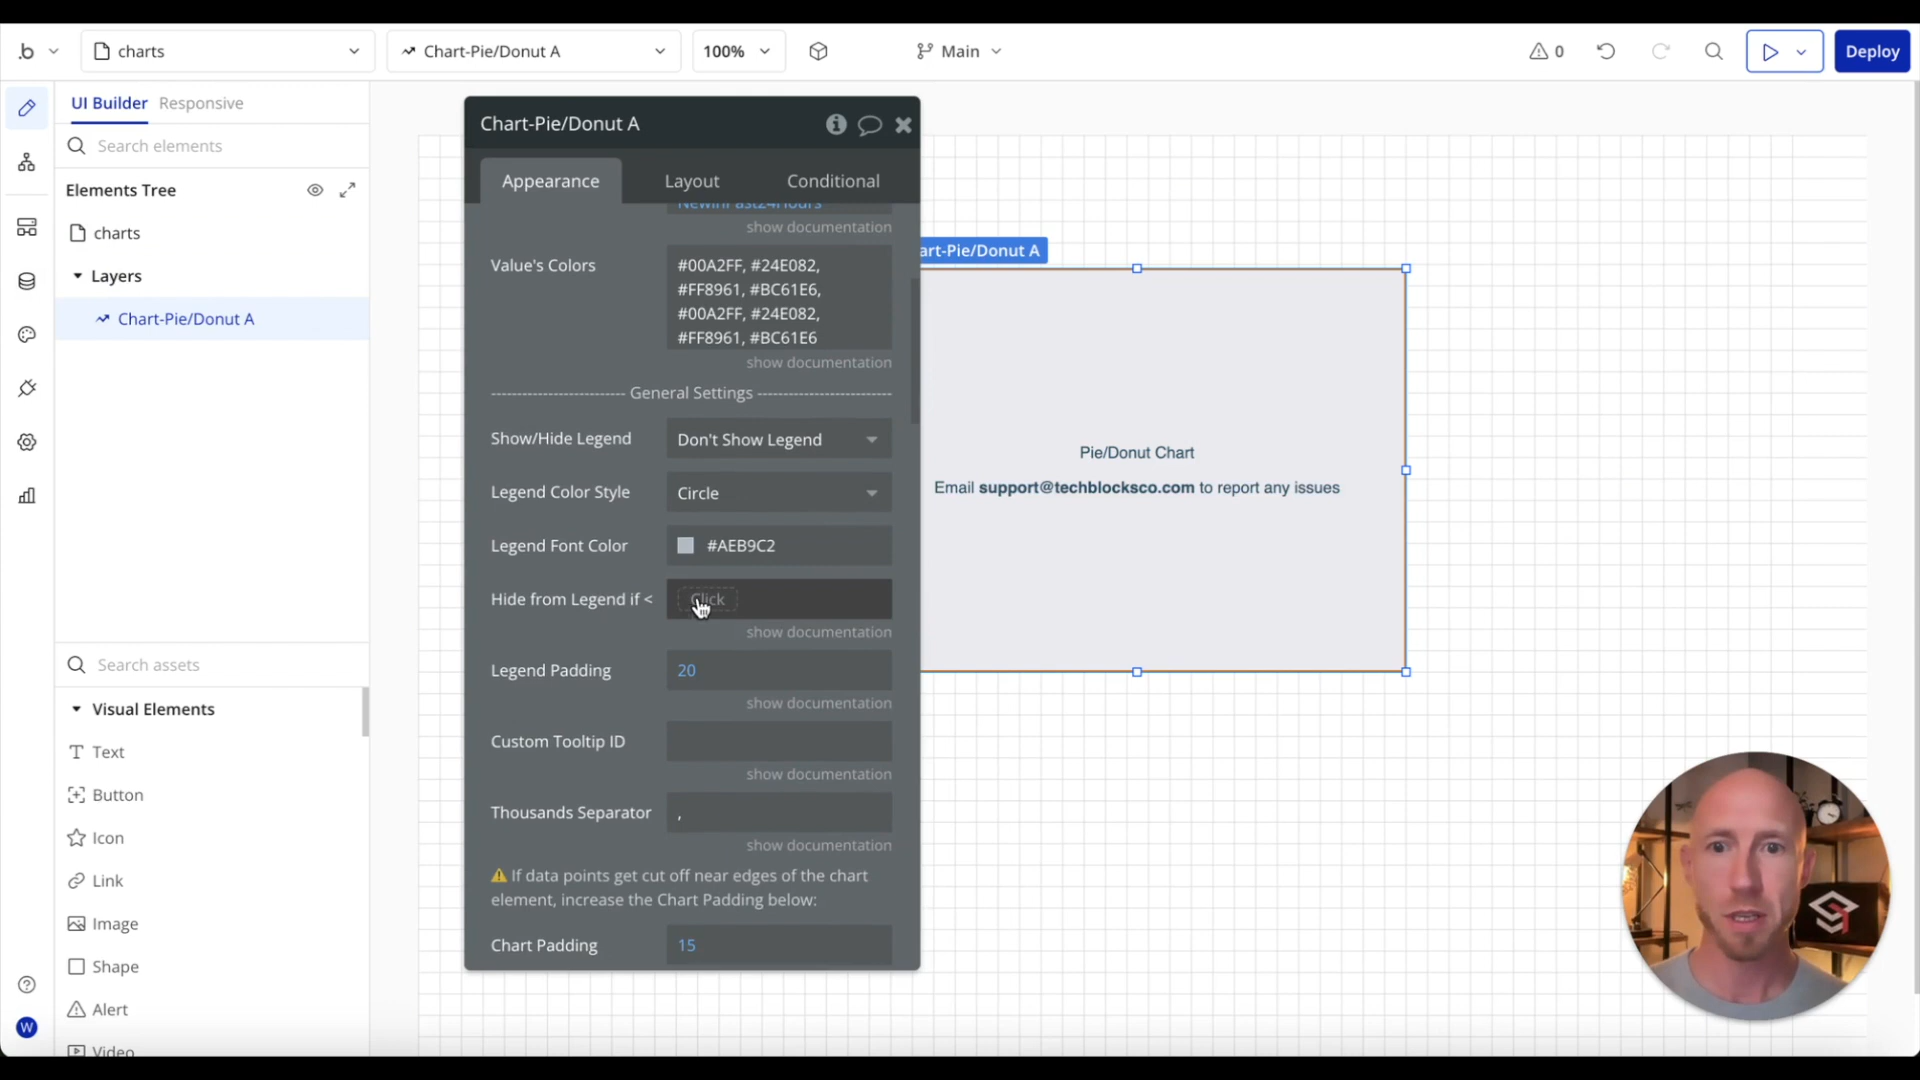 charts
Chart-Pie/Donut A
100%
Main
0
Deploy
UI Builder
Responsive
Search elements
Elements Tree
charts
Layers
Chart-Pie/Donut A
Search assets
Visual Elements
Text
Button
Icon
Link
Image
Shape
Alert
Video
W
Chart-Pie/Donut A
Appearance
Layout
Conditional
NewInPast24Hours
show documentation
Value's Colors
#00A2FF, #24E082,
#FF8961, #BC61E6,
#00A2FF, #24E082,
#FF8961, #BC61E6
show documentation
-------------------------- General Settings --------------------------
Show/Hide Legend
Don't Show Legend
Legend Color Style
Circle
Legend Font Color
#AEB9C2
Hide from Legend if <
Click
show documentation
Legend Padding
20
show documentation
Custom Tooltip ID
show documentation
Thousands Separator
,
show documentation
⚠ If data points get cut off near edges of the chart
element, increase the Chart Padding below:
Chart Padding
15
art-Pie/Donut A
Pie/Donut Chart
Email support@techblocksco.com to report any issues